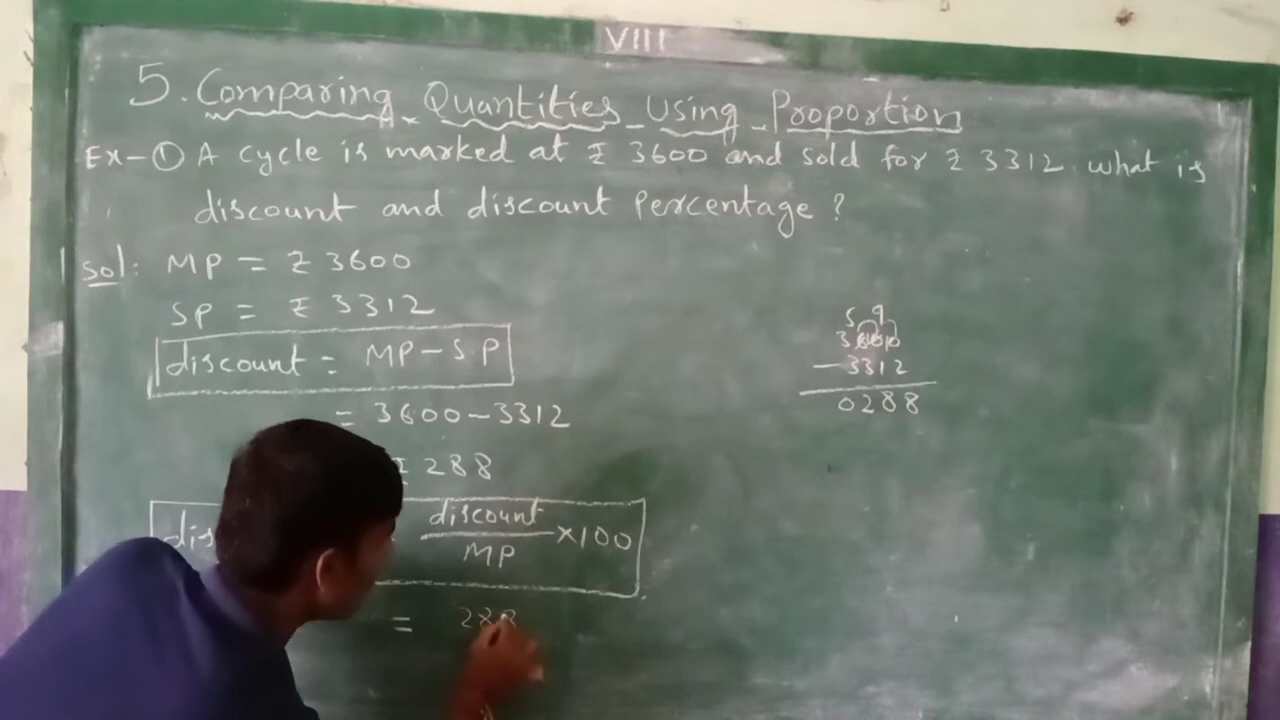 VIII
5. Comparing Quantities Using Proportion
Ex-① A cycle is marked at ₹ 3600 and sold for ₹ 3312 what is
discount and discount Percentage?
Sol: MP = ₹ 3600
SP = ₹ 3312
discount = MP - SP
= 3600 - 3312
₹ 288
discount
MP
×100
= 288
5 9
- 3312
0288